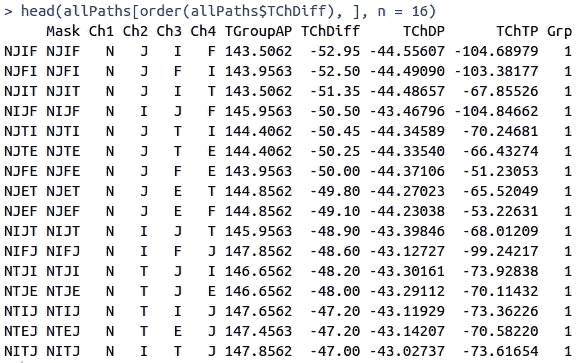 > head(allPaths[order(allPaths$TChDiff), ], n = 16)
Mask Ch1 Ch2 Ch3 Ch4 TGroupAP TChDiff TChDP TChTP Grp
NJIF NJIF N J I F 143.5062 -52.95 -44.55607 -104.68979 1
NJFI NJFI N J F I 143.9563 -52.50 -44.49090 -103.38177 1
NJIT NJIT N J I T 143.5062 -51.35 -44.48657 -67.85526 1
NIJF NIJF N I J F 145.9563 -50.50 -43.46796 -104.84662 1
NJTI NJTI N J T I 144.4062 -50.45 -44.34589 -70.24681 1
NJTE NJTE N J T E 144.4062 -50.25 -44.33540 -66.43274 1
NJFE NJFE N J F E 143.9563 -50.00 -44.37106 -51.23053 1
NJET NJET N J E T 144.8562 -49.80 -44.27023 -65.52049 1
NJEF NJEF N J E F 144.8562 -49.10 -44.23038 -53.22631 1
NIJT NIJT N I J T 145.9563 -48.90 -43.39846 -68.01209 1
NIFJ NIFJ N I F J 147.8562 -48.60 -43.12727 -99.24217 1
NTJI NTJI N T J I 146.6562 -48.20 -43.30161 -73.92838 1
NTJE NTJE N T J E 146.6562 -48.00 -43.29112 -70.11432 1
NTIJ NTIJ N T I J 147.6562 -47.20 -43.11929 -73.36226 1
NTEJ NTEJ N T E J 147.4563 -47.20 -43.14207 -70.58220 1
NITJ NITJ N I T J 147.8562 -47.00 -43.02737 -73.61654 1